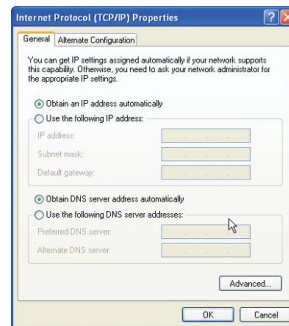 Internet Protocol (TCP/IP) Properties
General
Alternate Configuration
You can get IP settings assigned automatically if your network supports
this capability. Otherwise, you need to ask your network administrator for
the appropriate IP settings.
Obtain an IP address automatically
Use the following IP address:
IP address:
Subnet mask:
Default gateway:
Obtain DNS server address automatically
Use the following DNS server addresses:
Preferred DNS server:
Alternate DNS server:
Advanced...
OK
Cancel